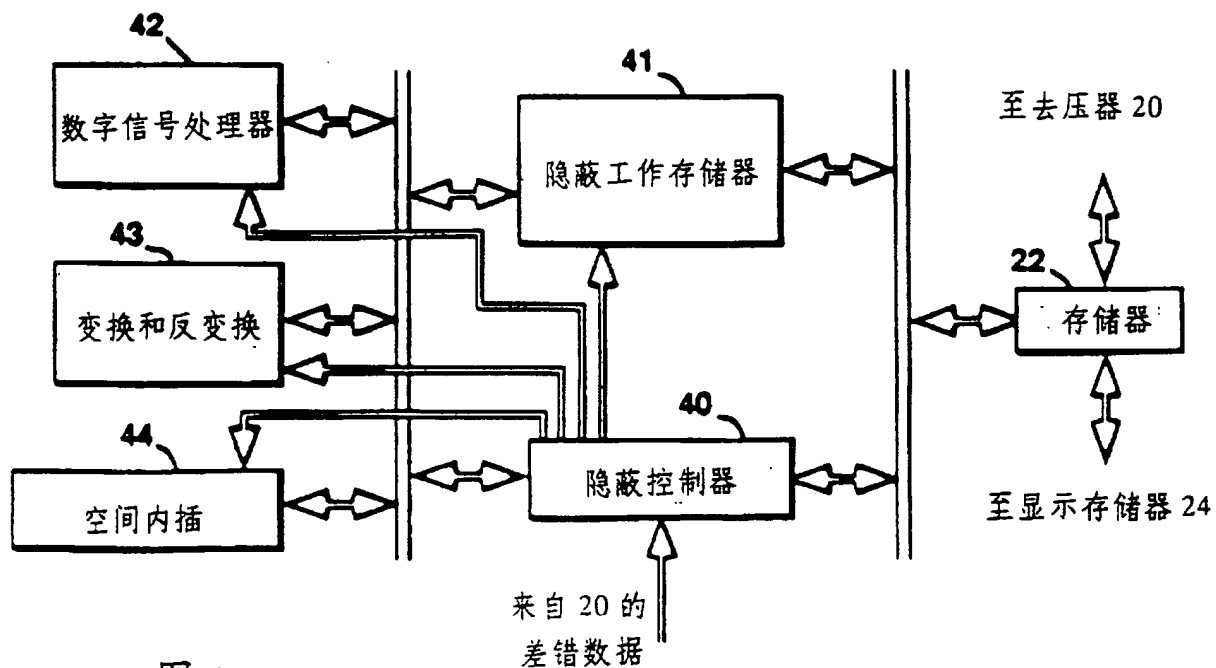 42
数字信号处理器
41
隐蔽工作存储器
至去压器 20
43
变换和反变换
22
存储器
44
空间内插
40
隐蔽控制器
至显示存储器 24
来自 20 的
差错数据
图